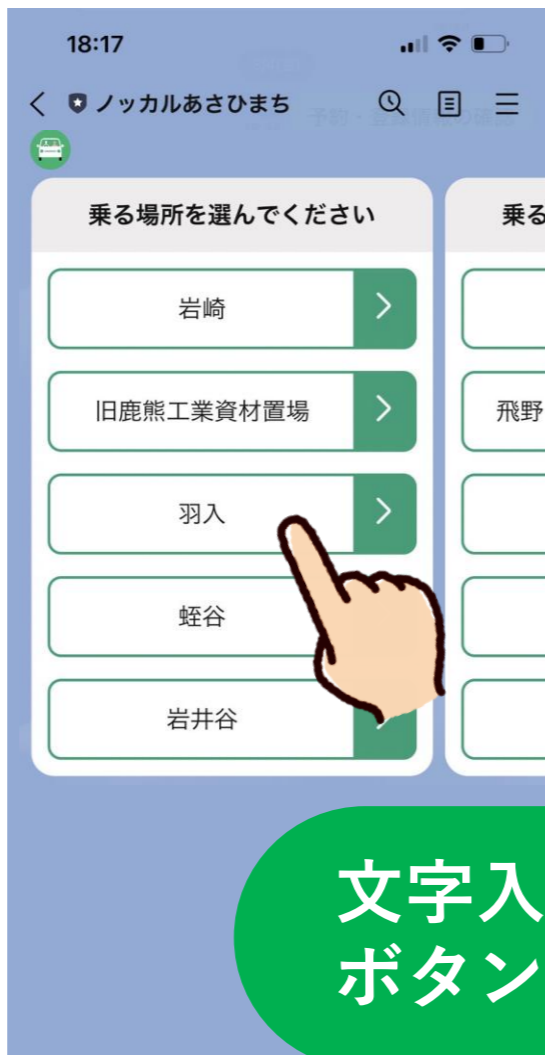 18:17
ノッカルあさひまち
乗る場所を選んでください
岩崎
旧鹿熊工業資材置場
羽入
蛭谷
岩井谷
乗る
飛野
文字入
ボタン